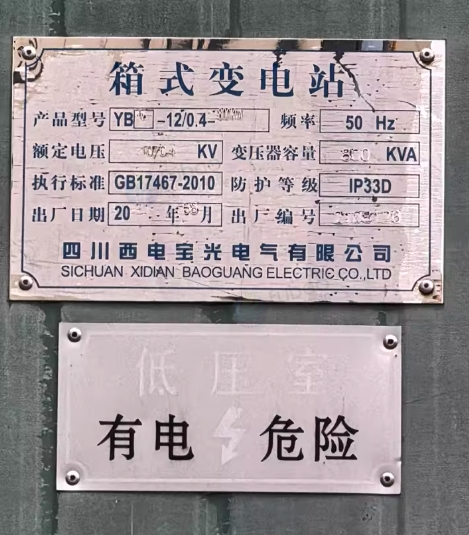 箱式变电站
产品型号 YB -12/0.4- 频率 50 Hz
额定电压 KV 变压器容量 KVA
执行标准 GB17467-2010 防护等级 IP33D
出厂日期 20 年 月 出厂编号
四川西电宝光电气有限公司
SICHUAN XIDIAN BAOGUANG ELECTRIC CO.,LTD
低压室
有电 危险